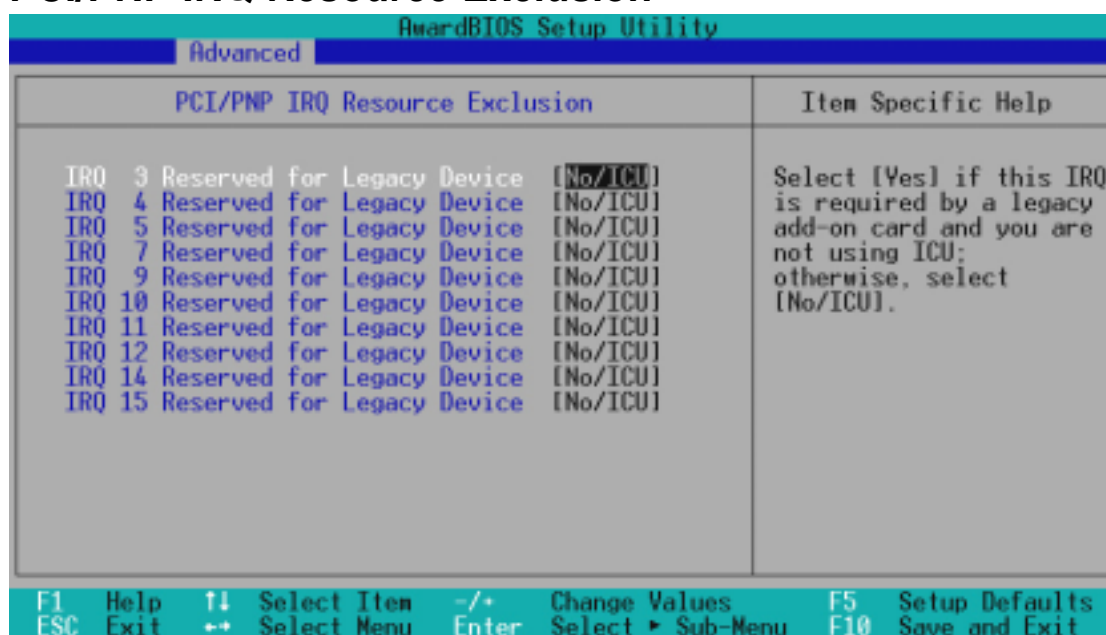 PCI/PNP IRQ Resource Exclusion
AwardBIOS Setup Utility
Advanced
PCI/PNP IRQ Resource Exclusion
Item Specific Help
IRQ 3 Reserved for Legacy Device [No/ICU]
IRQ 4 Reserved for Legacy Device [No/ICU]
IRQ 5 Reserved for Legacy Device [No/ICU]
IRQ 7 Reserved for Legacy Device [No/ICU]
IRQ 9 Reserved for Legacy Device [No/ICU]
IRQ 10 Reserved for Legacy Device [No/ICU]
IRQ 11 Reserved for Legacy Device [No/ICU]
IRQ 12 Reserved for Legacy Device [No/ICU]
IRQ 14 Reserved for Legacy Device [No/ICU]
IRQ 15 Reserved for Legacy Device [No/ICU]
Select [Yes] if this IRQ
is required by a legacy
add-on card and you are
not using ICU;
otherwise, select
[No/ICU].
F1 Help ↑↓ Select Item -/+ Change Values F5 Setup Defaults
ESC Exit ←→ Select Menu Enter Select ► Sub-Menu F10 Save and Exit